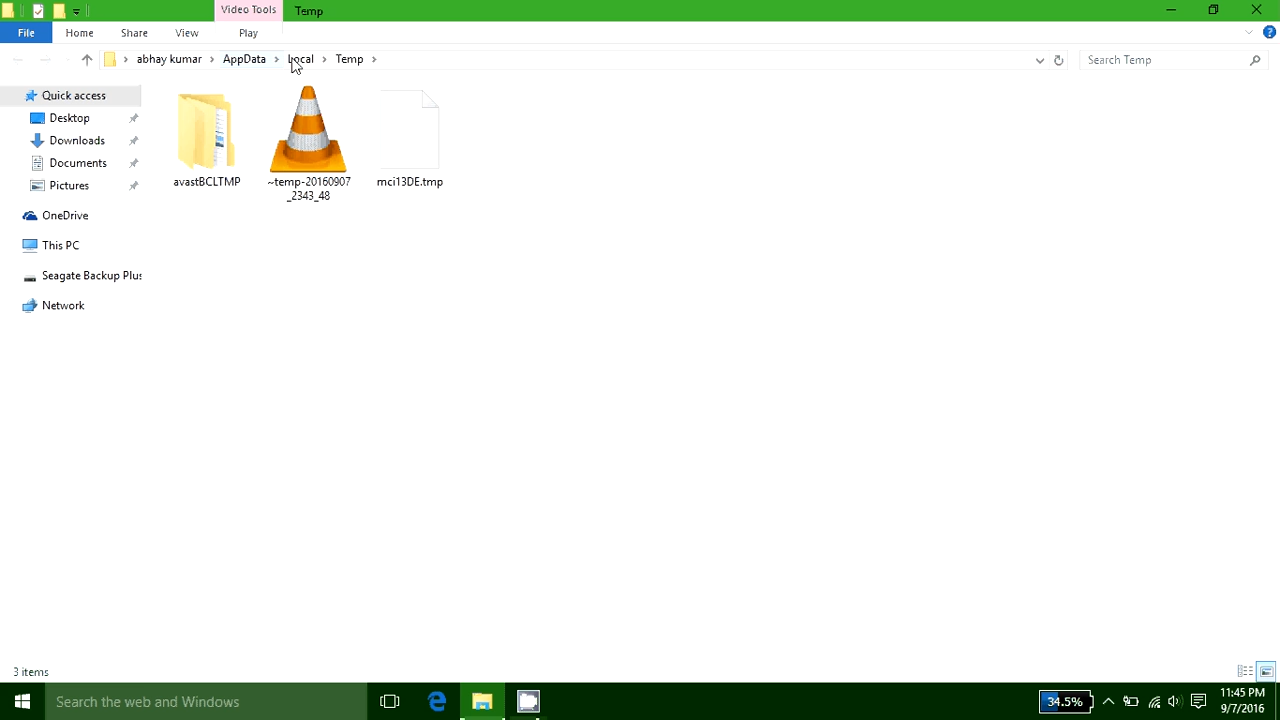 Video Tools
Temp
File
Home
Share
View
Play
abhay kumar
AppData
Local
Temp
Search Temp
Quick access
Desktop
Downloads
Documents
Pictures
OneDrive
This PC
Seagate Backup Plus
Network
avastBCLTMP
~temp-20160907
_2343_48
mci13DE.tmp
3 items
Search the web and Windows
34.5%
11:45 PM
9/7/2016